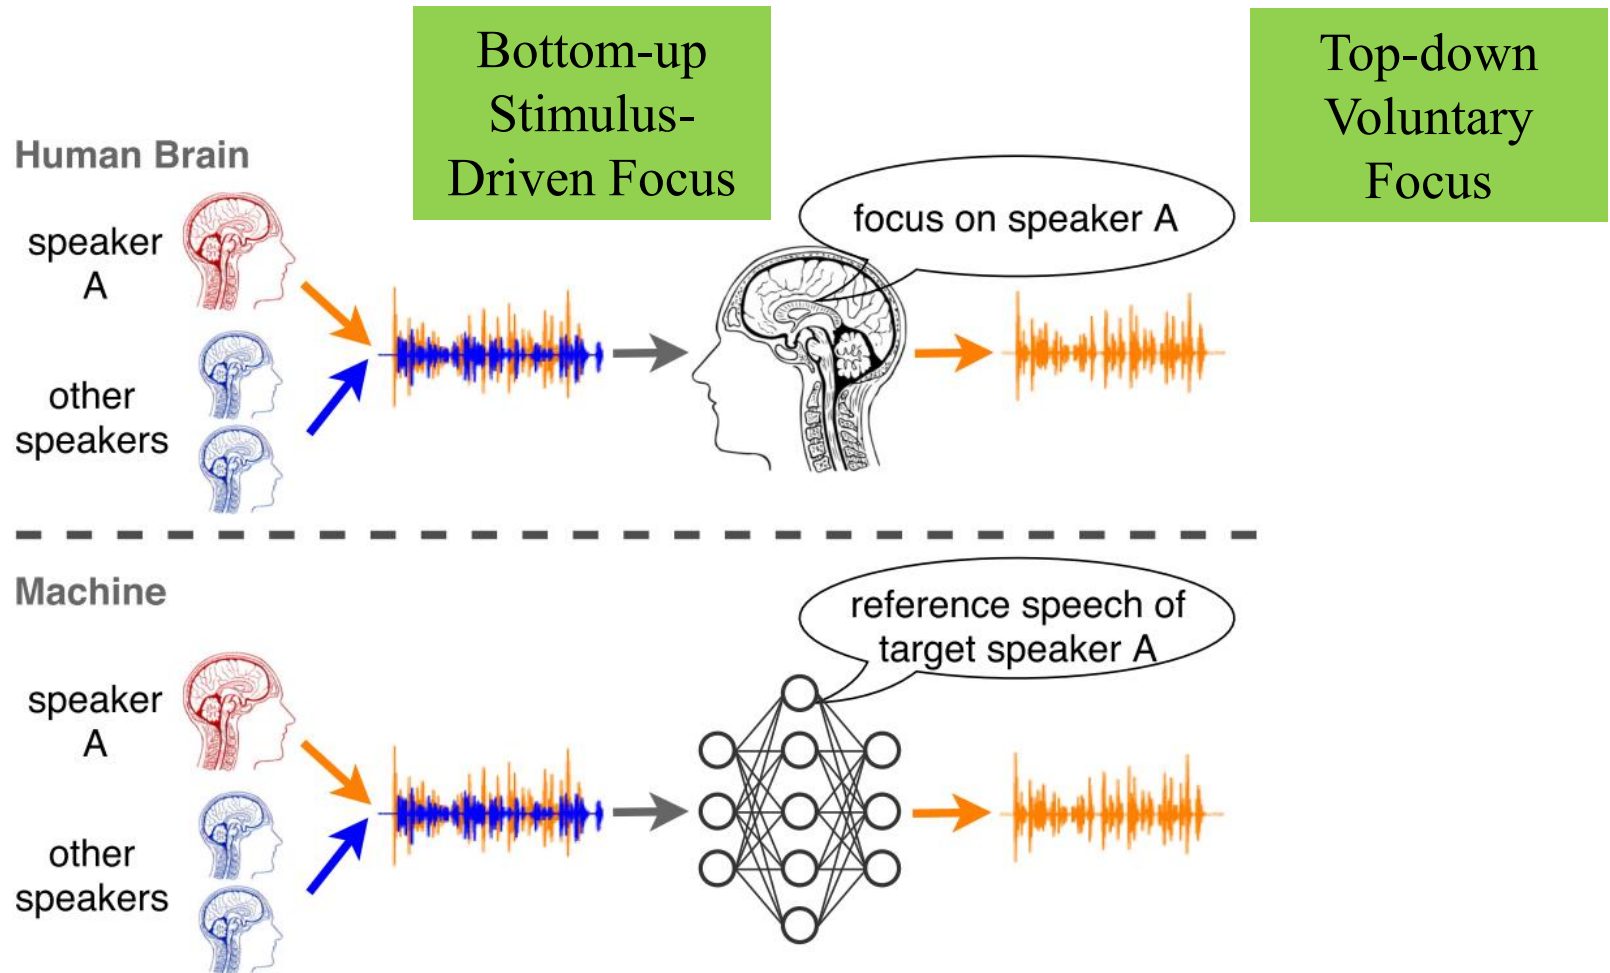 Bottom-up
Stimulus-
Driven Focus
Top-down
Voluntary
Focus
Human Brain
speaker
A
other
speakers
focus on speaker A
Machine
speaker
A
other
speakers
reference speech of
target speaker A